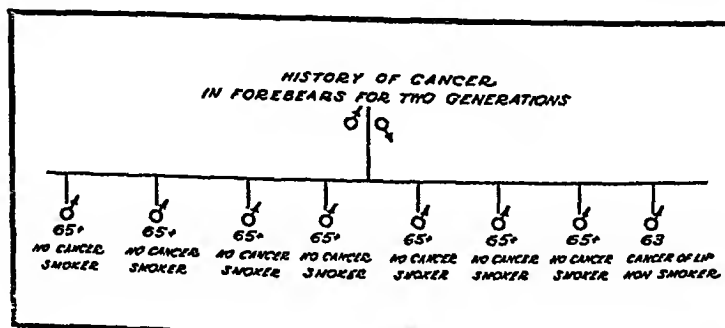 HISTORY OF CANCER
IN FOREBEARS FOR TWO GENERATIONS
65+ 65+ 65+ 65+ 65+ 65+ 65+ 63
NO CANCER NO CANCER NO CANCER NO CANCER NO CANCER NO CANCER NO CANCER CANCER OF LIP
SMOKER SMOKER SMOKER SMOKER SMOKER SMOKER SMOKER NON SMOKER